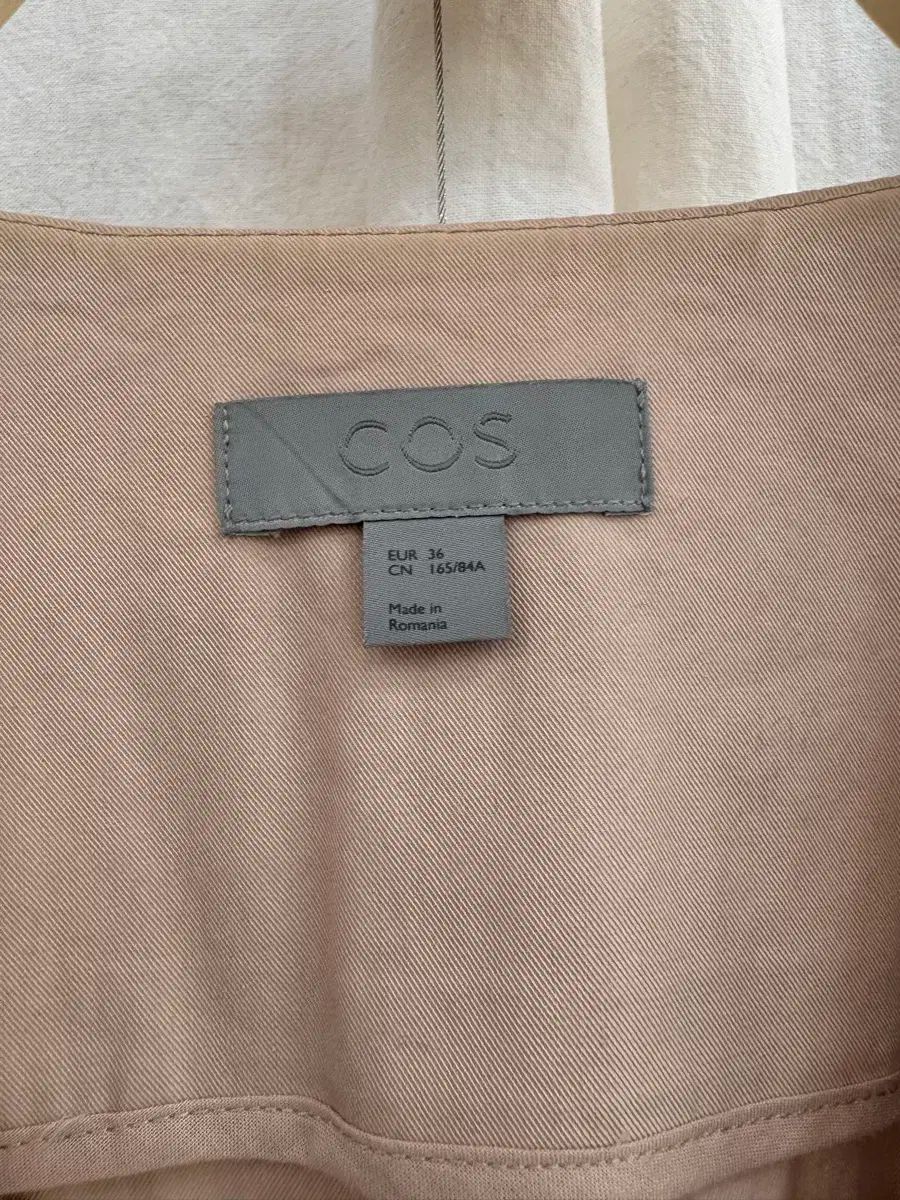 COS
EUR 36
CN 165/84A
Made in
Romania